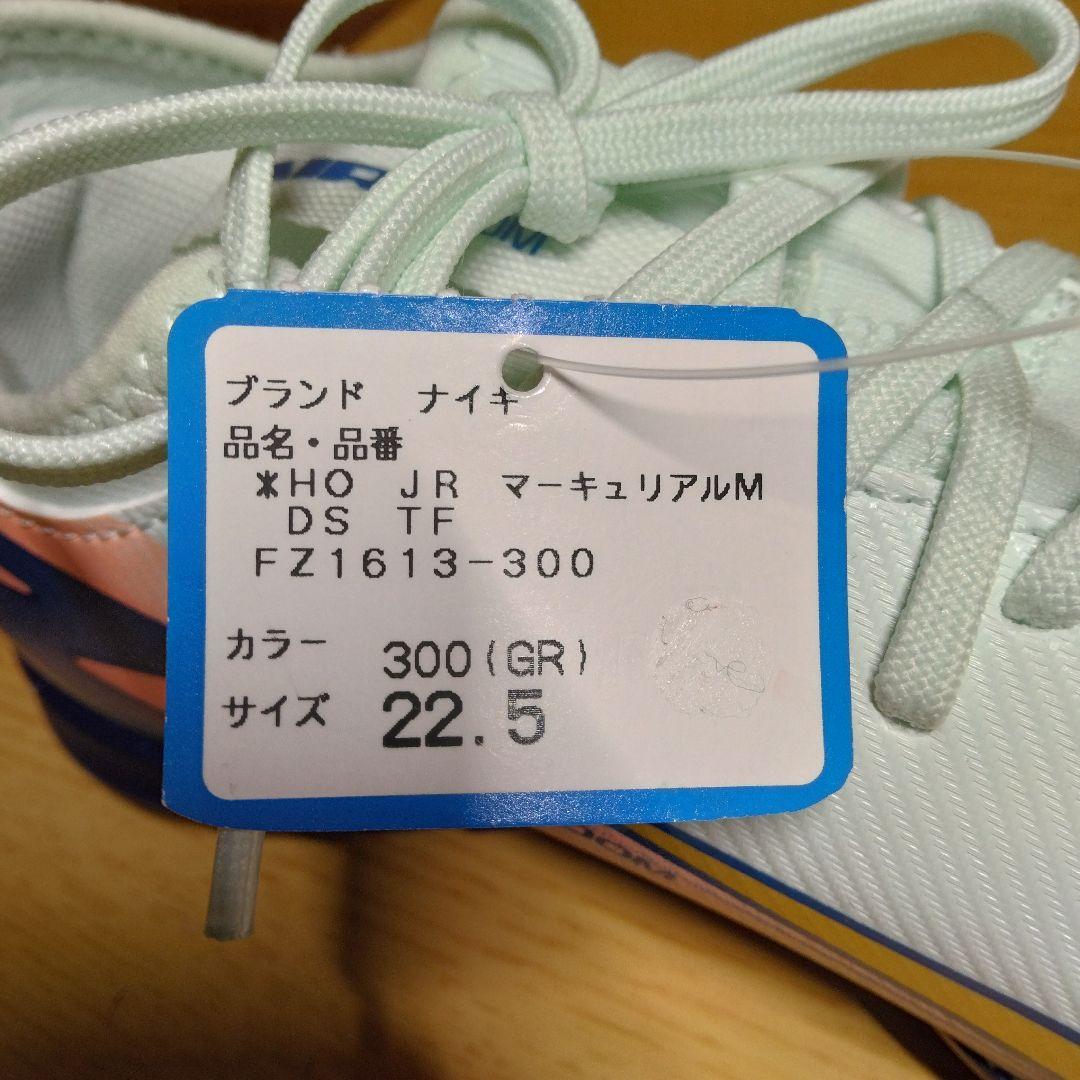 AIR
ブランド　ナイキ
品名・品番
*HO　JR　マーキュリアルM
DS　TF
FZ1613-300
カラー　300(GR)
サイズ　22.5